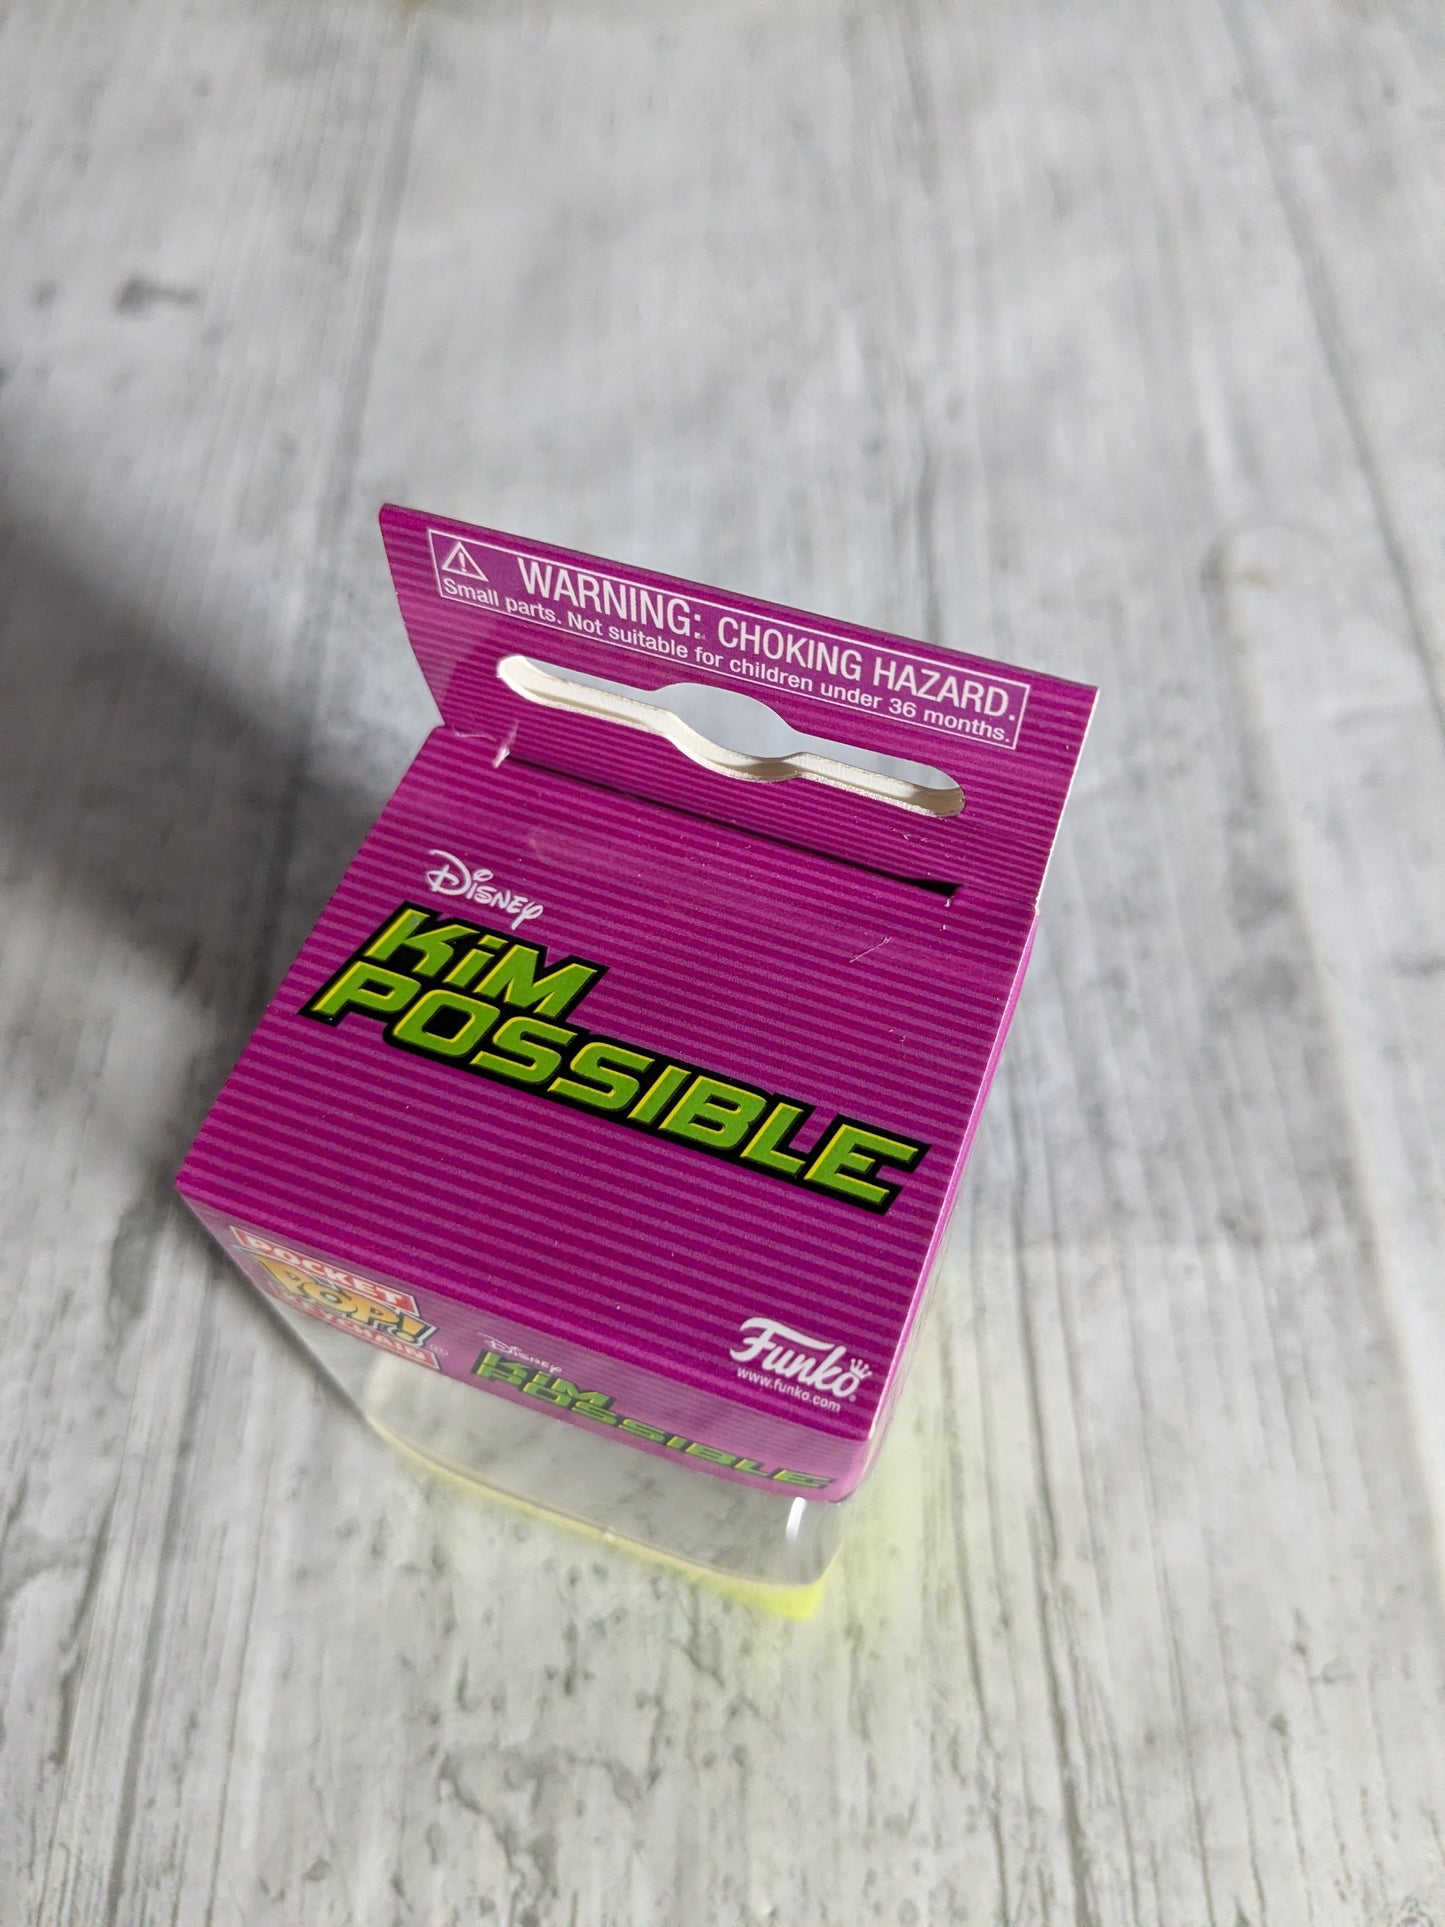 WARNING: CHOKING HAZARD.
Small parts. Not suitable for children under 36 months.
Disney
KiM
POSSIBLE
Funko
www.funko.com
POCKET
POP!
KEYCHAIN
Disney
KiM
POSSIBLE